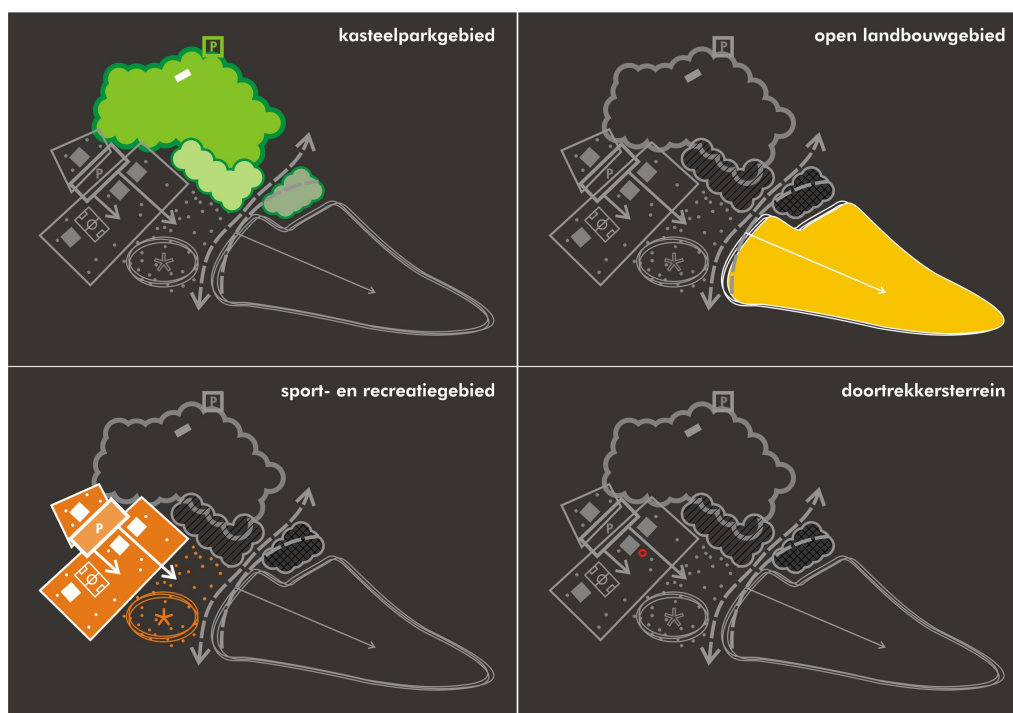 P
kasteelparkgebied
P
P
open landbouwgebied
P
P
sport- en recreatiegebied
P
P
doortrekkersterrein
P